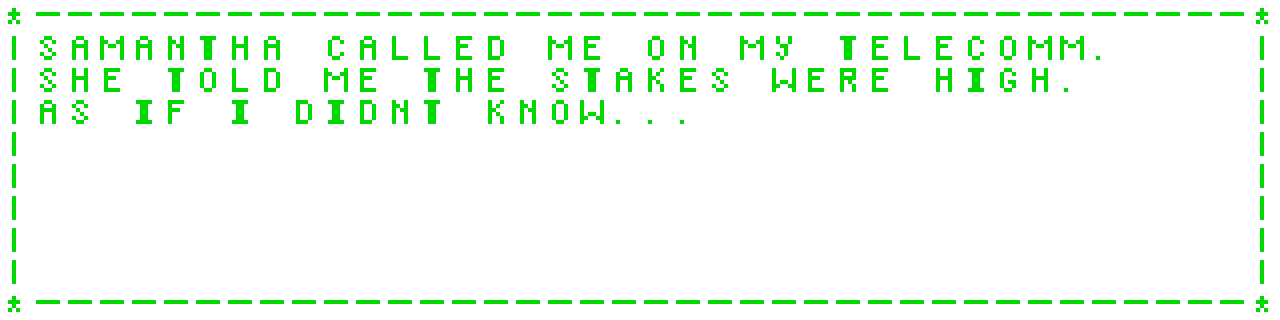 SAMANTHA CALLED ME ON MY TELECOMM.
SHE TOLD ME THE STAKES WERE HIGH.
AS IF I DIDNT KNOW...